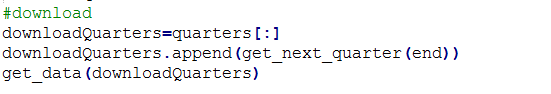 #download
downloadQuarters=quarters[:]
downloadQuarters.append(get_next_quarter(end))
get_data(downloadQuarters)